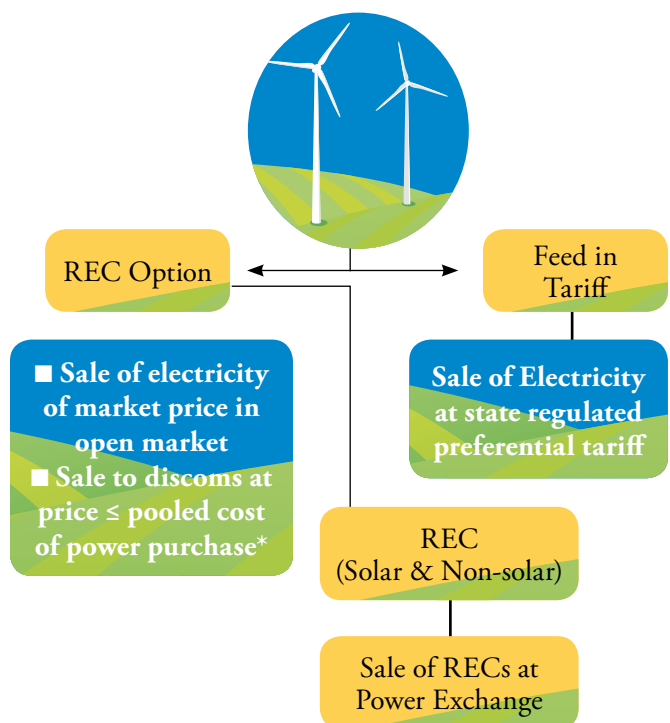 REC Option
Feed in
Tariff
■ Sale of electricity
of market price in
open market
■ Sale to discoms at
price ≤ pooled cost
of power purchase*
Sale of Electricity
at state regulated
preferential tariff
REC
(Solar & Non-solar)
Sale of RECs at
Power Exchange